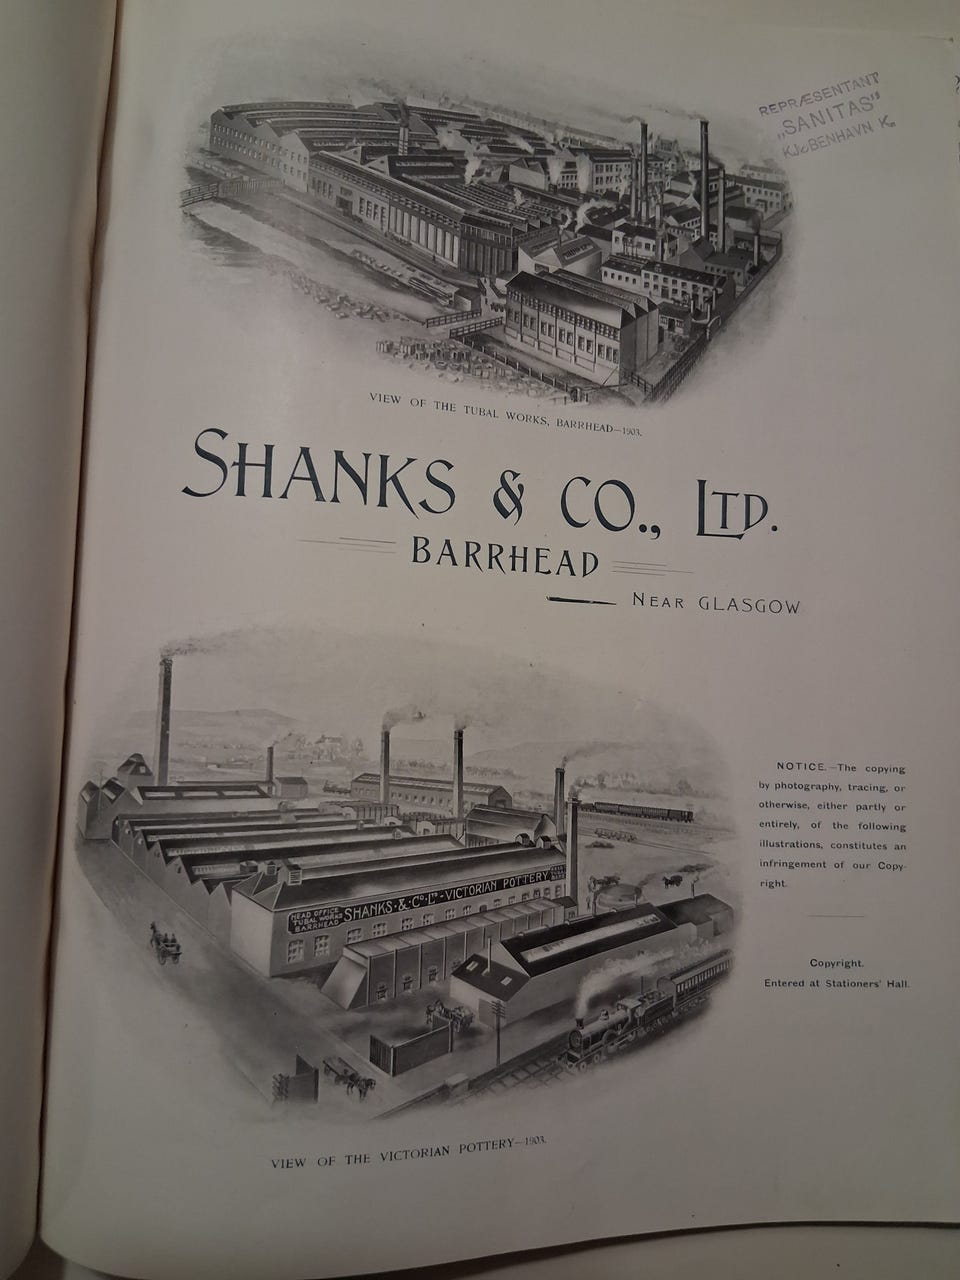 REPRÆSENTANT
„SANITAS”
KJØBENHAVN K.
VIEW OF THE TUBAL WORKS, BARRHEAD—1903.
SHANKS & CO., LTD.
BARRHEAD
NEAR GLASGOW
NOTICE.—The copying
by photography, tracing, or
otherwise, either partly or
entirely, of the following
illustrations, constitutes an
infringement of our Copy-
right.
Copyright.
Entered at Stationers' Hall.
HEAD OFFICE
TUBAL WORKS
BARRHEAD
SHANKS & Co. LTD - VICTORIAN POTTERY
VIEW OF THE VICTORIAN POTTERY—1903.